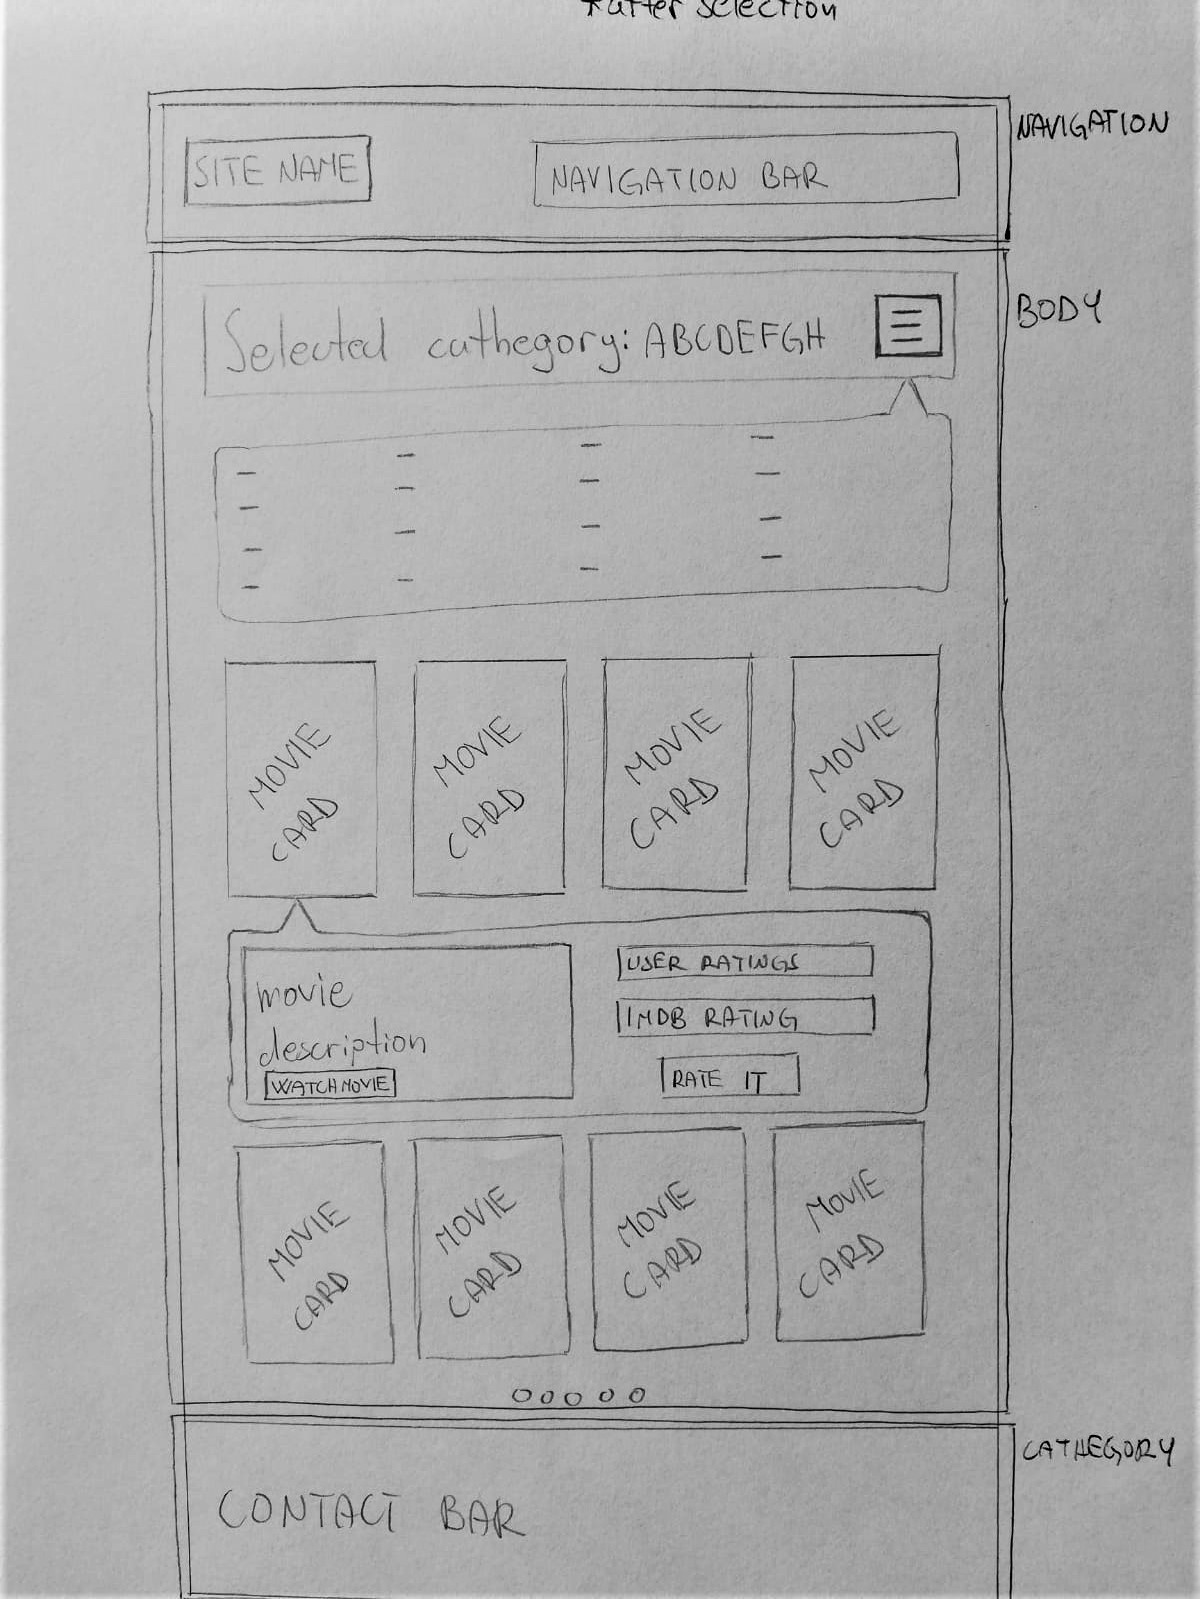 *after selection
NAVIGATION
SITE NAME
NAVIGATION BAR
BODY
Selected cathegory: ABCDEFGH
MOVIE
CARD
MOVIE
CARD
MOVIE
CARD
MOVIE
CARD
movie
description
WATCH MOVIE
USER RATINGS
IMDB RATING
RATE IT
MOVIE
CARD
MOVIE
CARD
MOVIE
CARD
MOVIE
CARD
CATHEGORY
CONTACT BAR